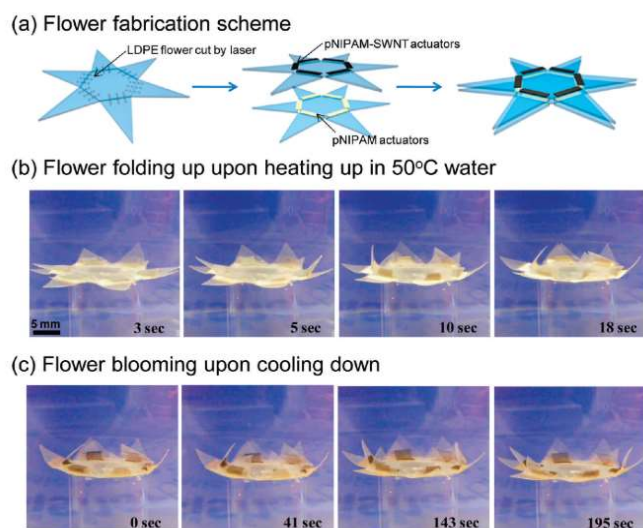 (a) Flower fabrication scheme
LDPE flower cut by laser
pNIPAM-SWNT actuators
pNIPAM actuators
(b) Flower folding up upon heating up in 50°C water
5 mm
3 sec
5 sec
10 sec
18 sec
(c) Flower blooming upon cooling down
0 sec
41 sec
143 sec
195 sec